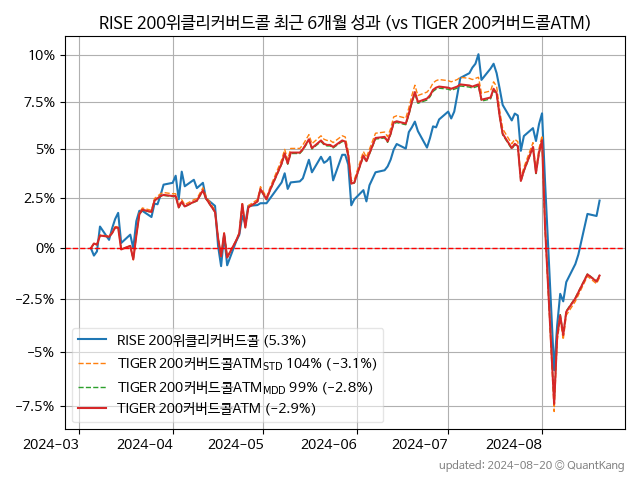 RISE 200위클리커버드콜 최근 6개월 성과 (vs TIGER 200커버드콜ATM)
10%
7.5%
5%
2.5%
0%
−2.5%
−5%
−7.5%
RISE 200위클리커버드콜 (5.3%)
TIGER 200커버드콜ATM_STD 104% (−3.1%)
TIGER 200커버드콜ATM_MDD 99% (−2.8%)
TIGER 200커버드콜ATM (−2.9%)
2024-03 2024-04 2024-05 2024-06 2024-07 2024-08
updated: 2024-08-20 © QuantKang